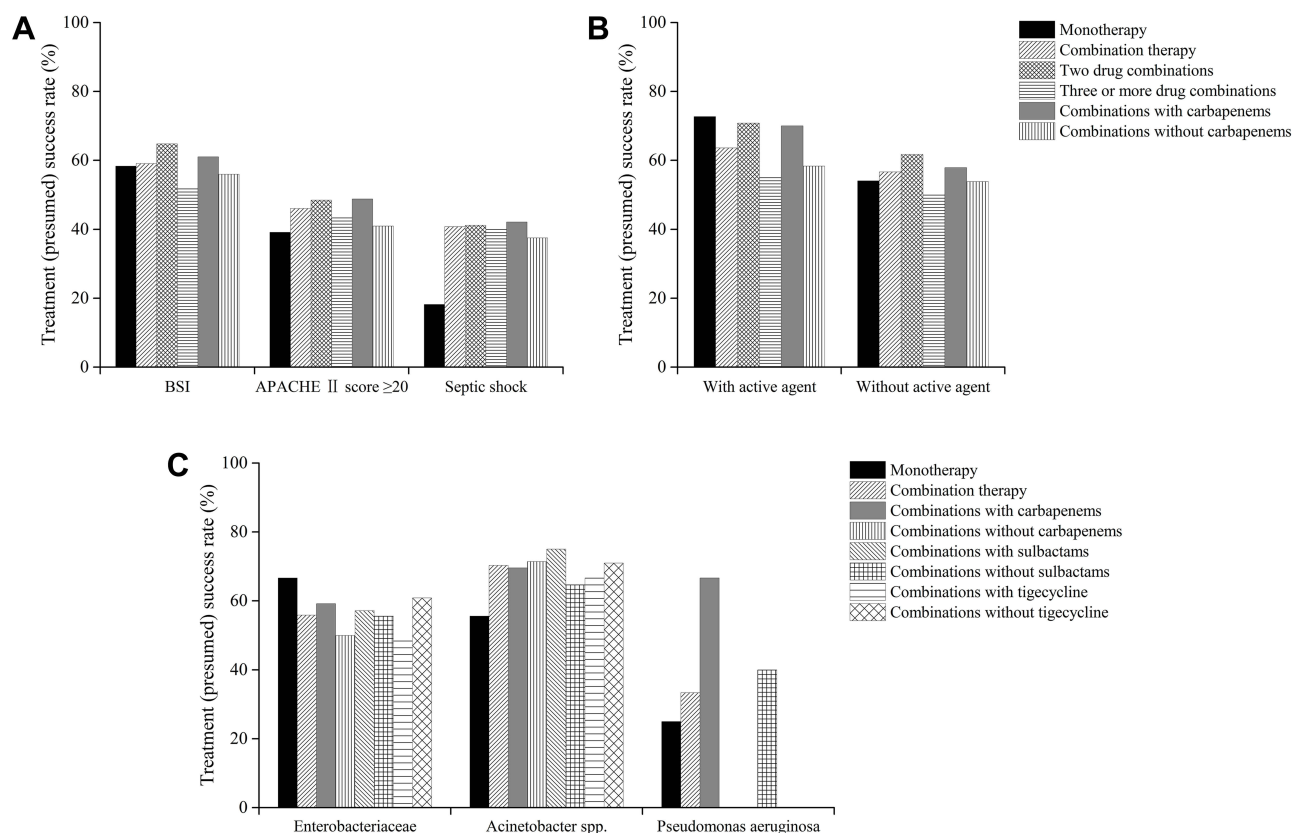 A
Treatment (presumed) success rate (%)
100
80
60
40
20
0
BSI
APACHE Ⅱ score ≥20
Septic shock
B
Treatment (presumed) success rate (%)
100
80
60
40
20
0
With active agent
Without active agent
Monotherapy
Combination therapy
Two drug combinations
Three or more drug combinations
Combinations with carbapenems
Combinations without carbapenems
C
Treatment (presumed) success rate (%)
100
80
60
40
20
0
Enterobacteriaceae
Acinetobacter spp.
Pseudomonas aeruginosa
Monotherapy
Combination therapy
Combinations with carbapenems
Combinations without carbapenems
Combinations with sulbactams
Combinations without sulbactams
Combinations with tigecycline
Combinations without tigecycline